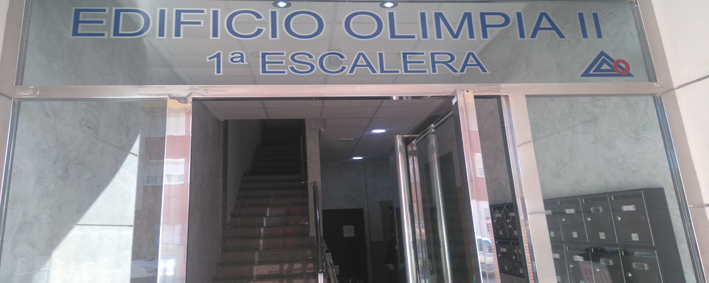 EDIFICIO OLIMPIA II
1ª ESCALERA